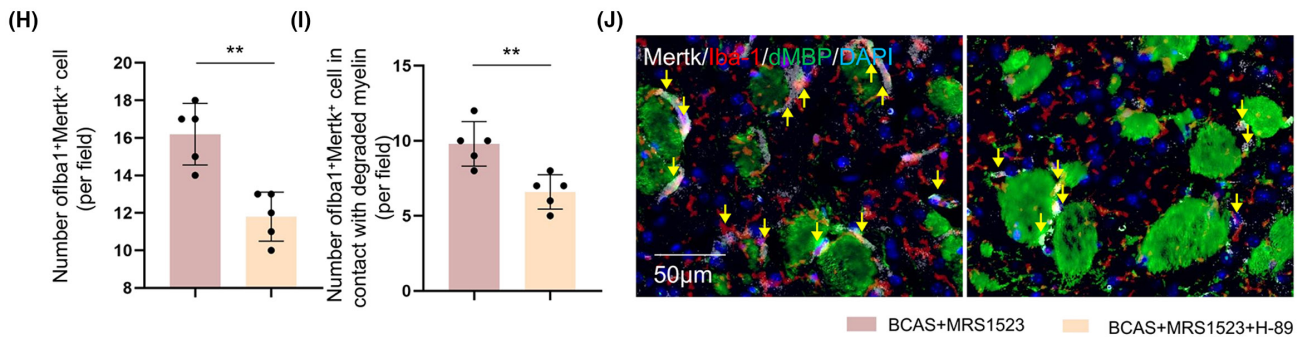 (H)
**
Number ofIba1+Mertk+ cell
(per field)
20
18
16
14
12
10
8
(I)
**
Number ofIba1+Mertk+ cell in
contact with degraded myelin
(per field)
15
10
5
0
(J)
Mertk/Iba-1/dMBP/DAPI
50μm
BCAS+MRS1523
BCAS+MRS1523+H-89